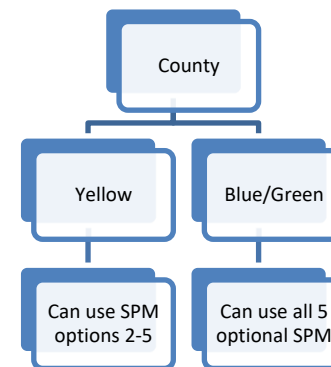 County
Yellow
Blue/Green
Can use SPM
options 2-5
Can use all 5
optional SPM